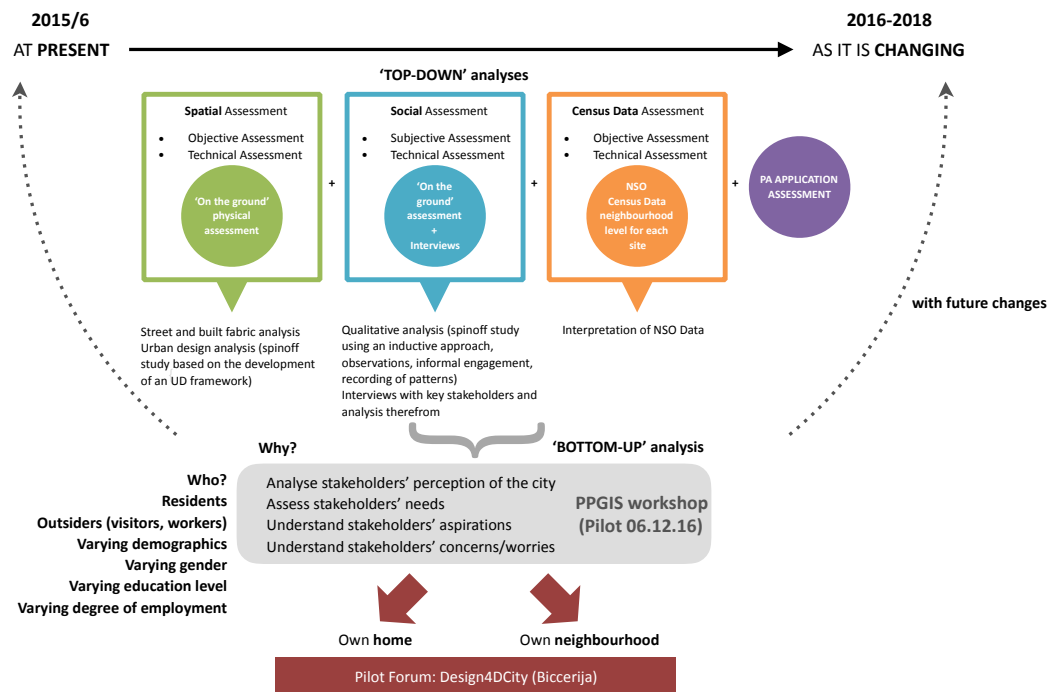 2015/6
AT PRESENT
2016-2018
AS IT IS CHANGING
'TOP-DOWN' analyses
Spatial Assessment
• Objective Assessment
• Technical Assessment
'On the ground'
physical
assessment
+
Social Assessment
• Subjective Assessment
• Technical Assessment
'On the
ground'
assessment
+
Interviews
+
Census Data Assessment
• Objective Assessment
• Technical Assessment
NSO
Census Data
neighbourhood
level for each
site
+
PA APPLICATION
ASSESSMENT
Street and built fabric analysis
Urban design analysis (spinoff
study based on the development
of an UD framework)
Qualitative analysis (spinoff study
using an inductive approach,
observations, informal engagement,
recording of patterns)
Interviews with key stakeholders and
analysis therefrom
Interpretation of NSO Data
with future changes
Why?
'BOTTOM-UP' analysis
Who?
Residents
Outsiders (visitors, workers)
Varying demographics
Varying gender
Varying education level
Varying degree of employment
Analyse stakeholders' perception of the city
Assess stakeholders' needs
Understand stakeholders' aspirations
Understand stakeholders' concerns/worries
PPGIS workshop
(Pilot 06.12.16)
Own home
Own neighbourhood
Pilot Forum: Design4DCity (Biccerija)